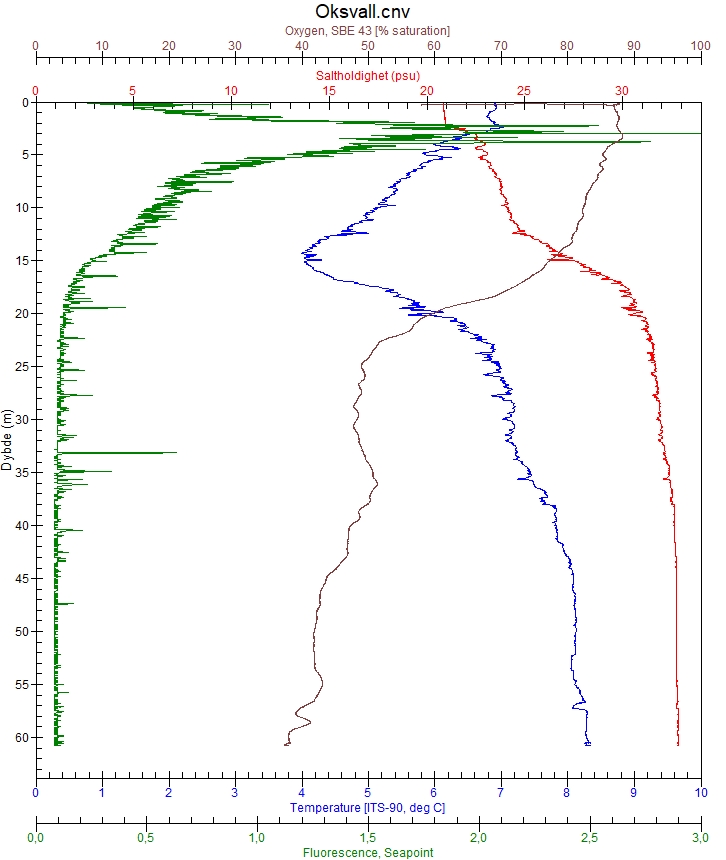 Oksvall.cnv
Oxygen, SBE 43 [% saturation]
0 10 20 30 40 50 60 70 80 90 100
Saltholdighet (psu)
0 5 10 15 20 25 30
0
5
10
15
20
25
30
35
40
45
50
55
60
Dybde (m)
0 1 2 3 4 5 6 7 8 9 10
Temperature [ITS-90, deg C]
0,0 0,5 1,0 1,5 2,0 2,5 3,0
Fluorescence, Seapoint